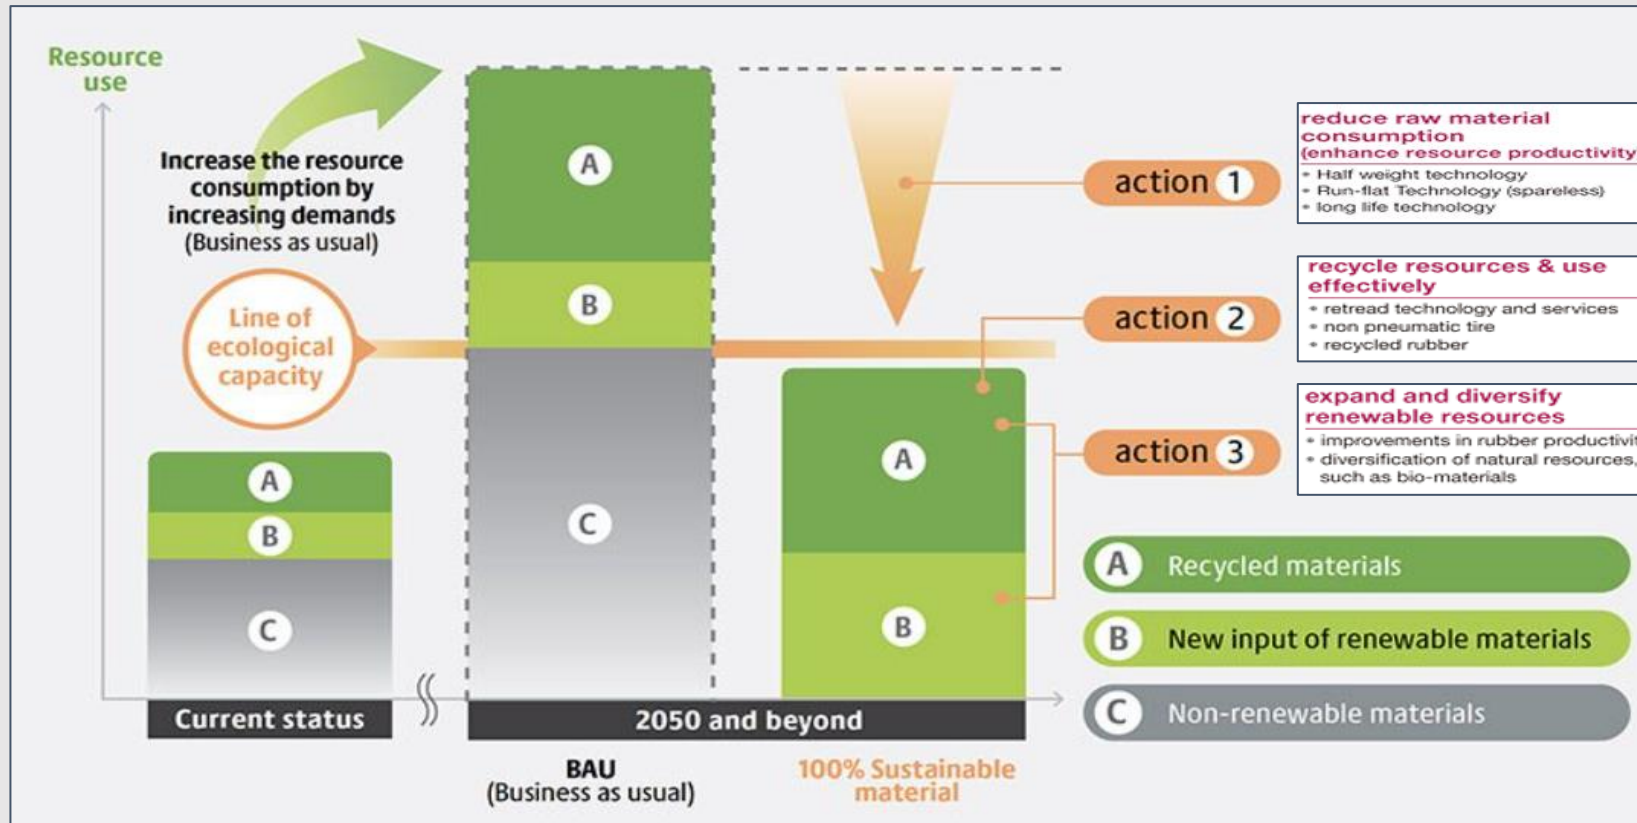 Resource
use
Increase the resource
consumption by
increasing demands
(Business as usual)
Line of
ecological
capacity
A
B
C
Current status
A
B
C
2050 and beyond
BAU
(Business as usual)
A
B
100% Sustainable
material
action 1
reduce raw material
consumption
(enhance resource productivity
• Half weight technology
• Run-flat Technology (spareless)
• long life technology
action 2
recycle resources & use
effectively
• retread technology and services
• non pneumatic tire
• recycled rubber
action 3
expand and diversify
renewable resources
• improvements in rubber productivit
• diversification of natural resources,
such as bio-materials
A Recycled materials
B New input of renewable materials
C Non-renewable materials